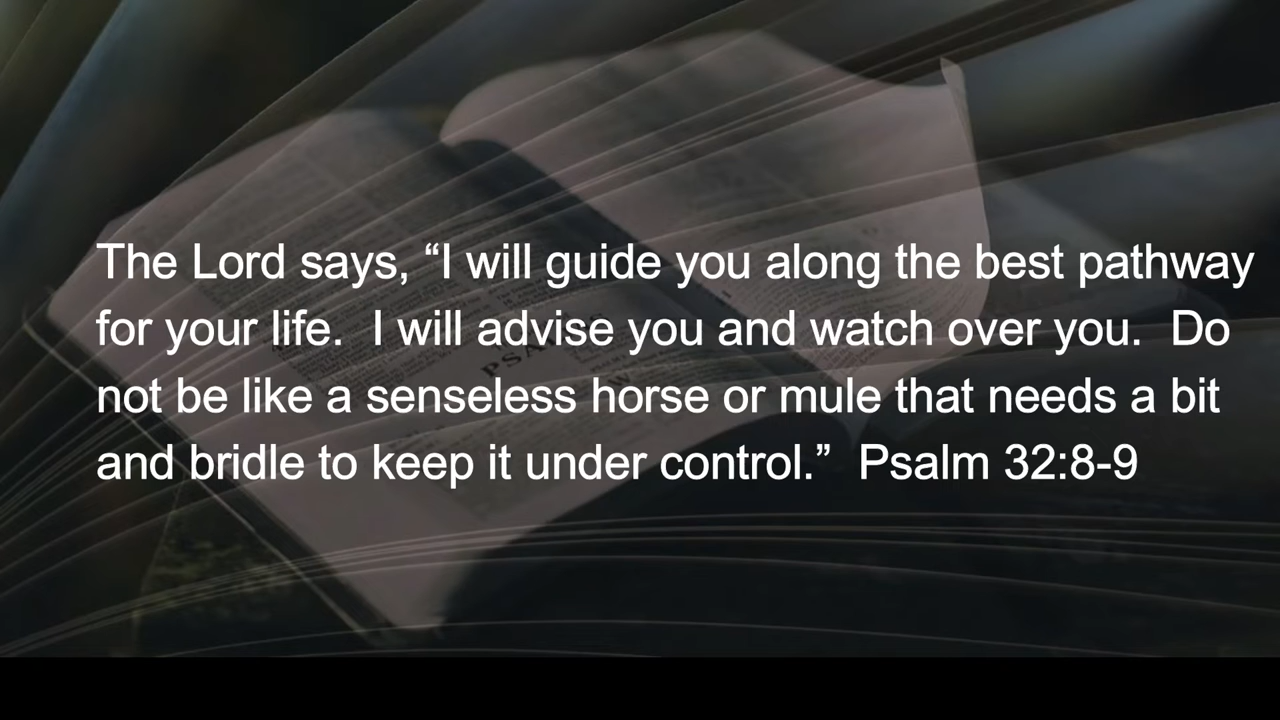 PSALMS
The Lord says, “I will guide you along the best pathway
for your life.  I will advise you and watch over you.  Do
not be like a senseless horse or mule that needs a bit
and bridle to keep it under control.”  Psalm 32:8-9